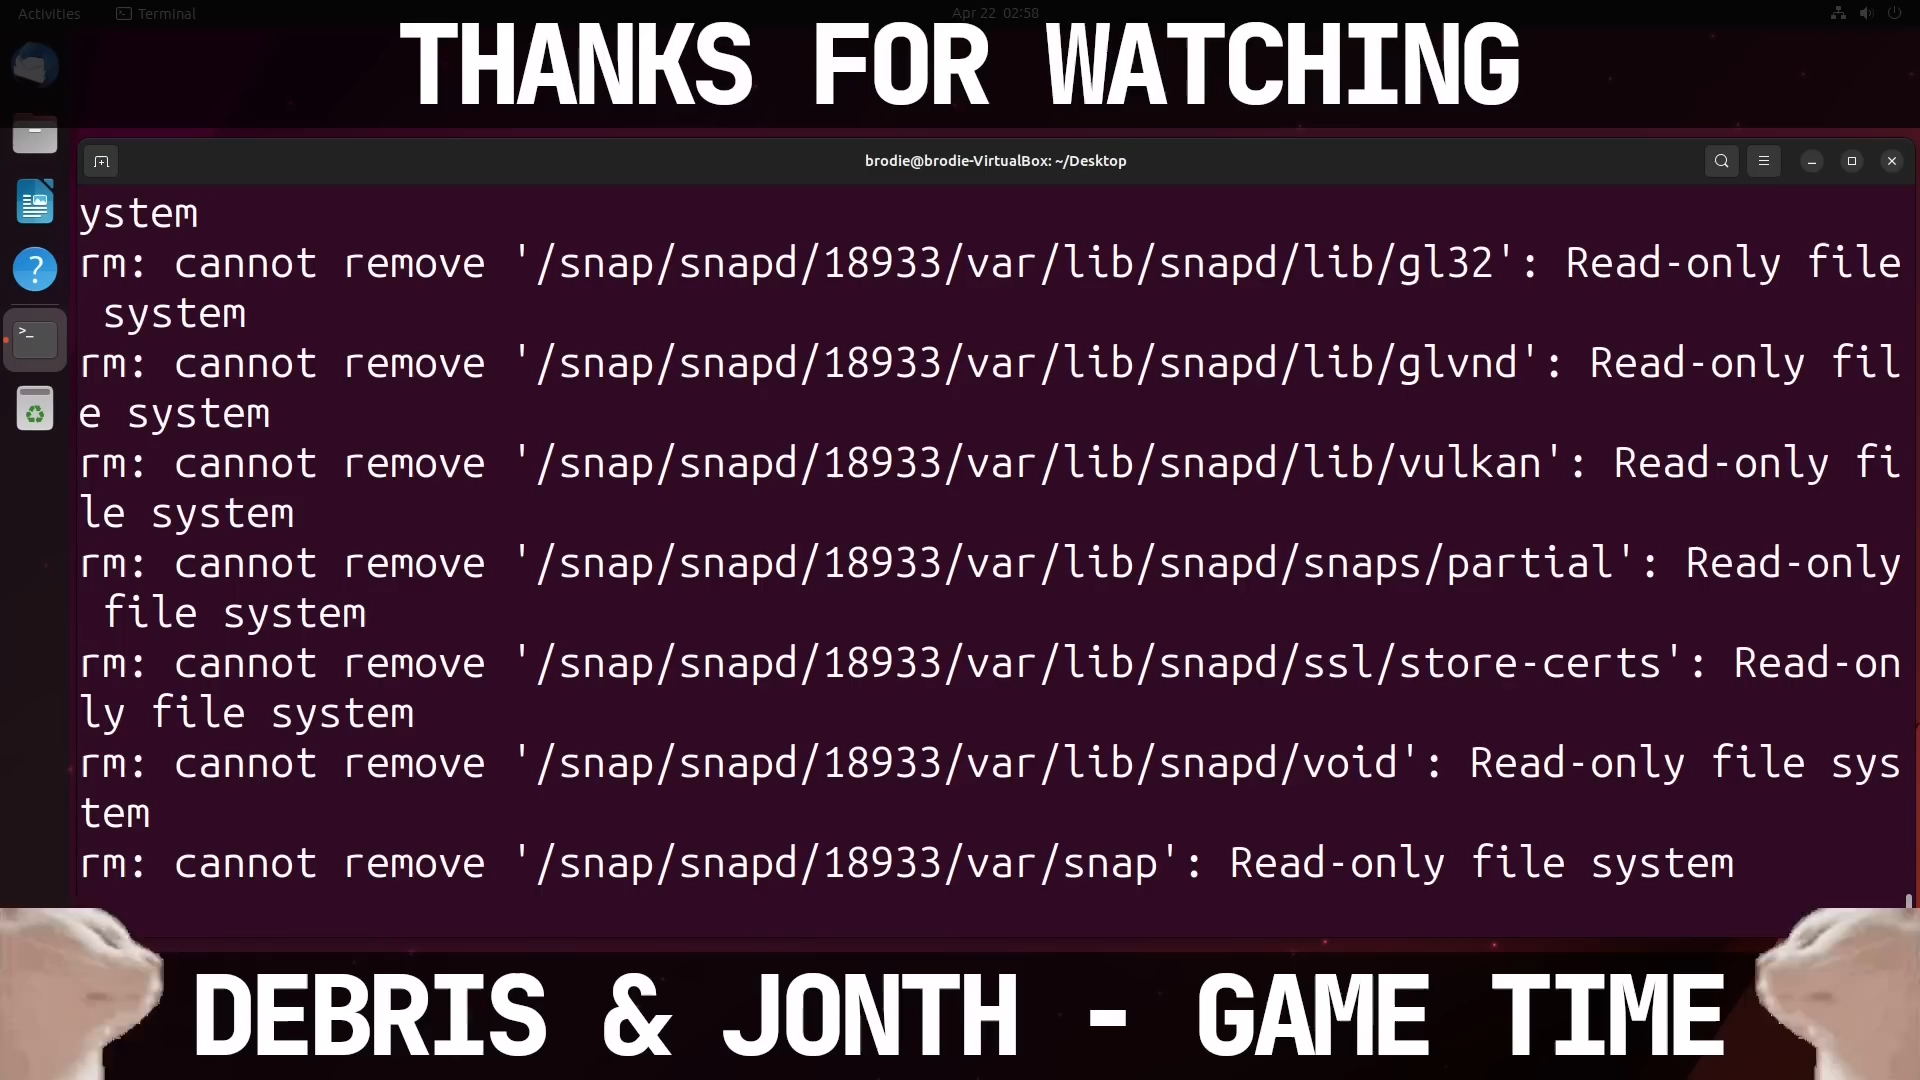 Activities Terminal Apr 22 02:58
THANKS FOR WATCHING
brodie@brodie-VirtualBox: ~/Desktop
ystem
rm: cannot remove '/snap/snapd/18933/var/lib/snapd/lib/gl32': Read-only file
 system
rm: cannot remove '/snap/snapd/18933/var/lib/snapd/lib/glvnd': Read-only fil
e system
rm: cannot remove '/snap/snapd/18933/var/lib/snapd/lib/vulkan': Read-only fi
le system
rm: cannot remove '/snap/snapd/18933/var/lib/snapd/snaps/partial': Read-only
 file system
rm: cannot remove '/snap/snapd/18933/var/lib/snapd/ssl/store-certs': Read-on
ly file system
rm: cannot remove '/snap/snapd/18933/var/lib/snapd/void': Read-only file sys
tem
rm: cannot remove '/snap/snapd/18933/var/snap': Read-only file system
DEBRIS & JONTH - GAME TIME